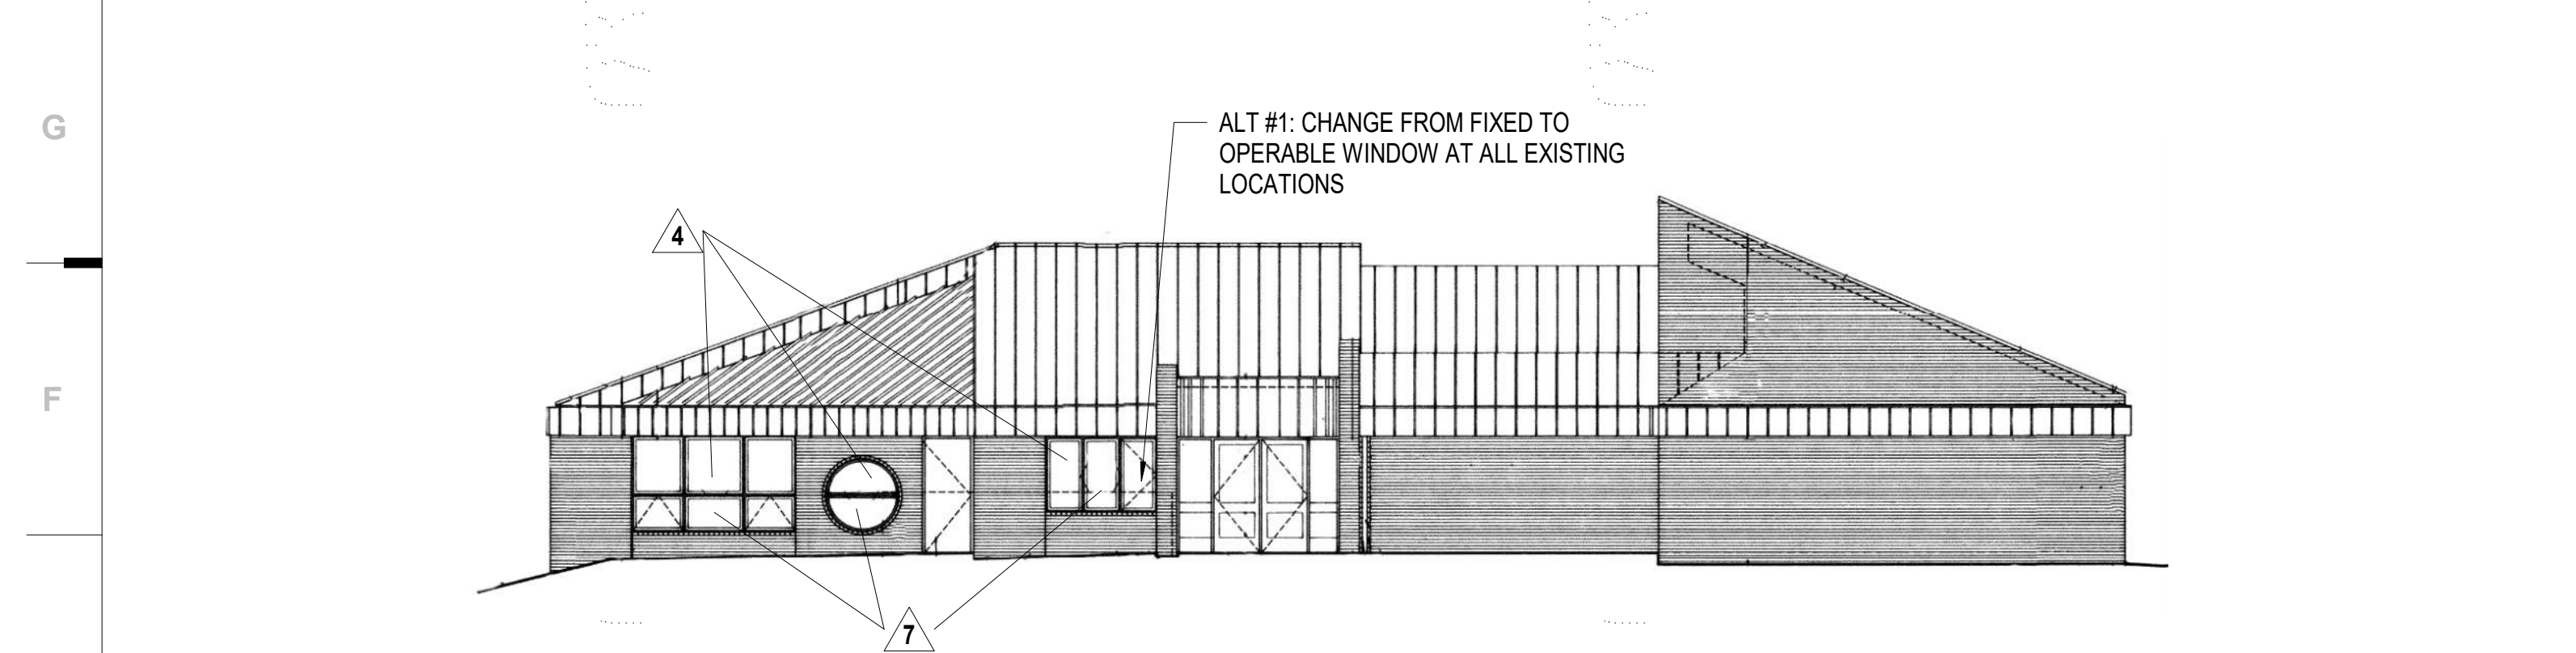 G
ALT #1: CHANGE FROM FIXED TO
OPERABLE WINDOW AT ALL EXISTING
LOCATIONS
4
F
7